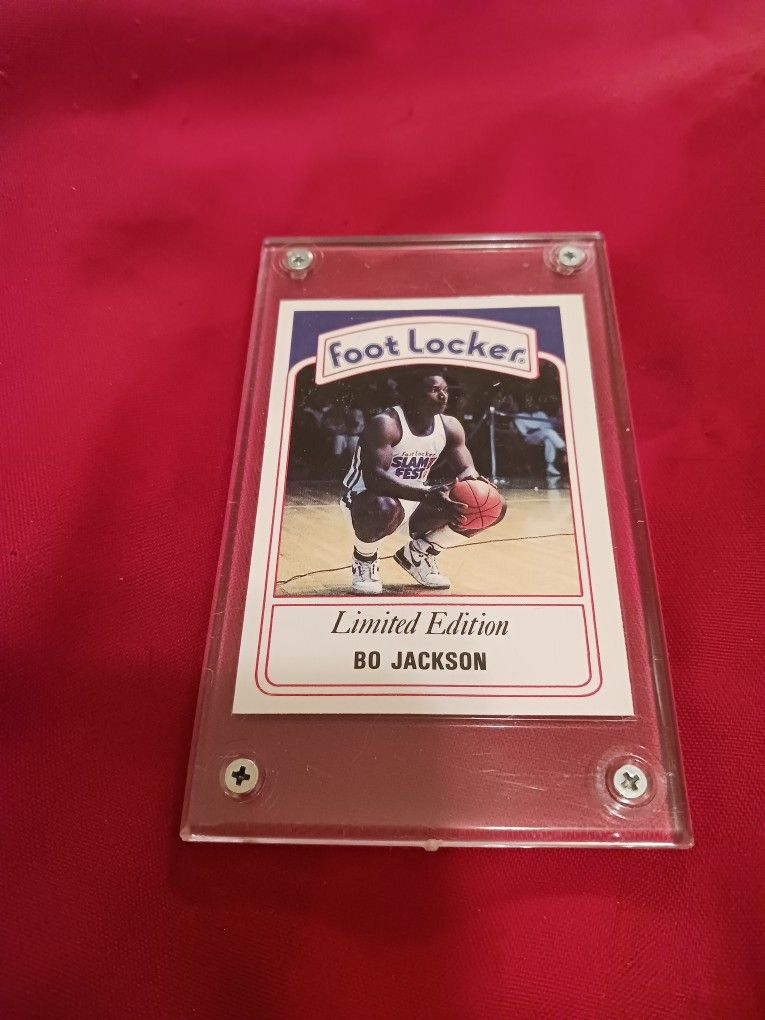 Foot Locker®
Foot Locker
SLAM
FEST
Limited Edition
BO JACKSON